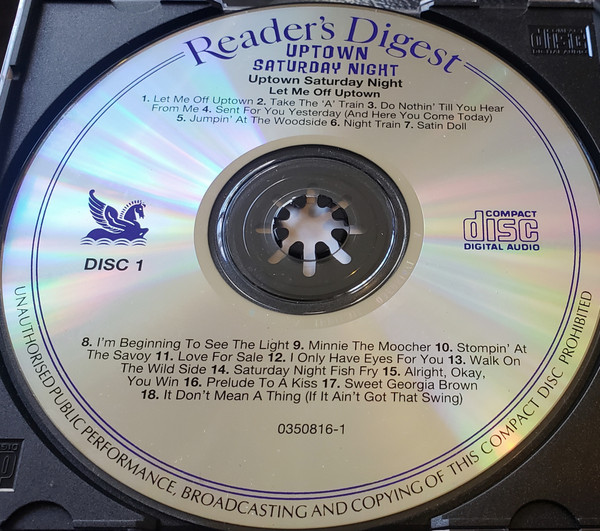 Reader's Digest
UPTOWN
SATURDAY NIGHT
Uptown Saturday Night
Let Me Off Uptown
1. Let Me Off Uptown 2. Take The 'A' Train 3. Do Nothin' Till You Hear
From Me 4. Sent For You Yesterday (And Here You Come Today)
5. Jumpin' At The Woodside 6. Night Train 7. Satin Doll
DISC 1
COMPACT
disc
DIGITAL AUDIO
8. I'm Beginning To See The Light 9. Minnie The Moocher 10. Stompin' At
The Savoy 11. Love For Sale 12. I Only Have Eyes For You 13. Walk On
The Wild Side 14. Saturday Night Fish Fry 15. Alright, Okay,
You Win 16. Prelude To A Kiss 17. Sweet Georgia Brown
18. It Don't Mean A Thing (If It Ain't Got That Swing)
0350816-1
UNAUTHORISED PUBLIC PERFORMANCE, BROADCASTING AND COPYING OF THIS COMPACT DISC PROHIBITED
COMPACT
disc
DIGITAL AUDIO